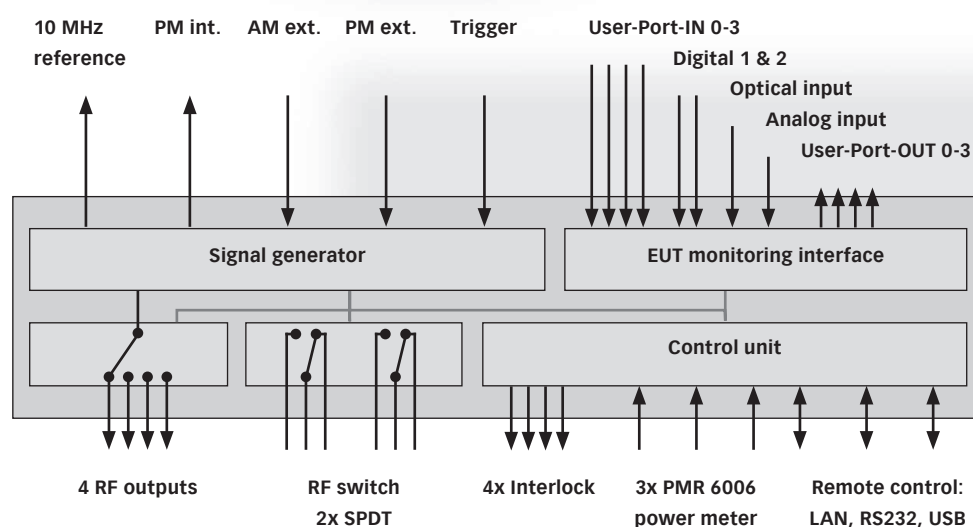 10 MHz
reference
PM int.
AM ext.
PM ext.
Trigger
User-Port-IN 0-3
Digital 1 & 2
Optical input
Analog input
User-Port-OUT 0-3
Signal generator
EUT monitoring interface
Control unit
4 RF outputs
RF switch
2x SPDT
4x Interlock
3x PMR 6006
power meter
Remote control:
LAN, RS232, USB